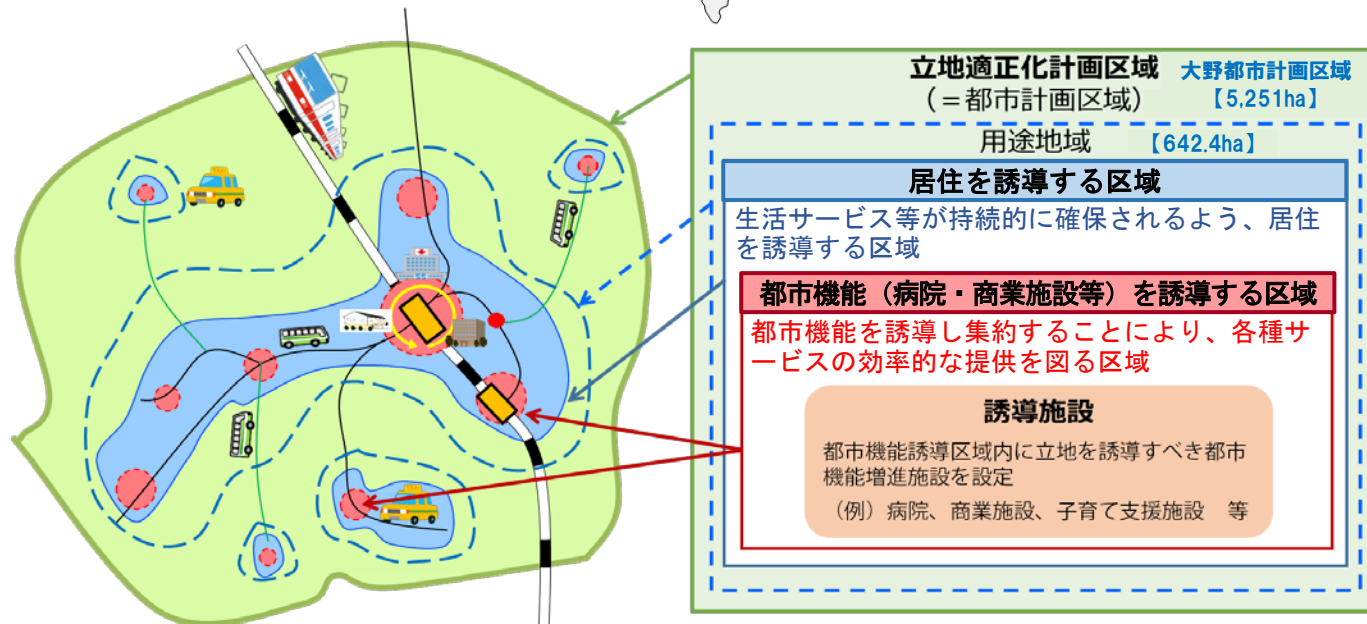 立地適正化計画区域 大野都市計画区域
（＝都市計画区域） 【5,251ha】
用途地域 【642.4ha】
居住を誘導する区域
生活サービス等が持続的に確保されるよう、居住
を誘導する区域
都市機能（病院・商業施設等）を誘導する区域
都市機能を誘導し集約することにより、各種サ
ービスの効率的な提供を図る区域
誘導施設
都市機能誘導区域内に立地を誘導すべき都市
機能増進施設を設定
（例）病院、商業施設、子育て支援施設 等